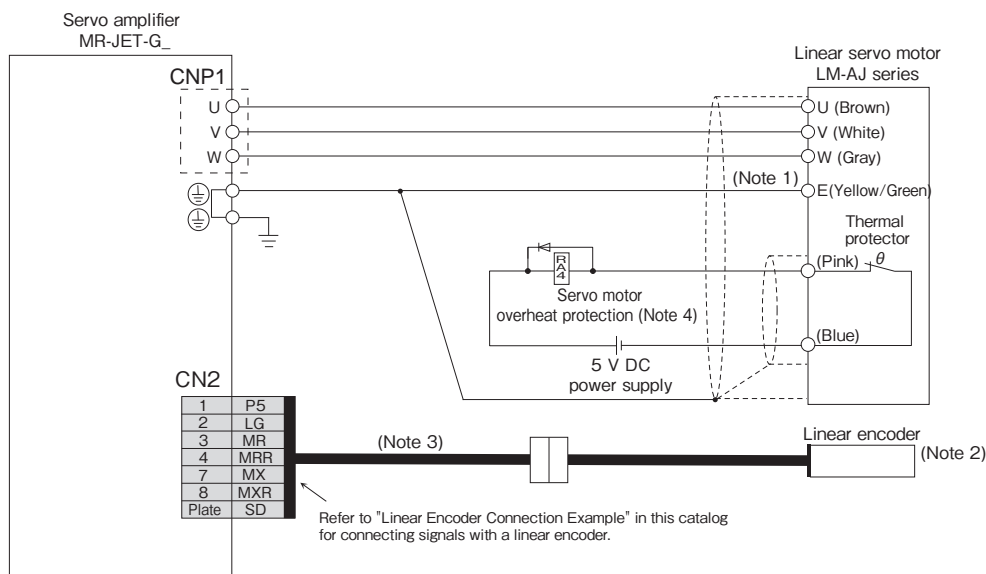 Servo amplifier
MR-JET-G_
CNP1
U
V
W
Linear servo motor
LM-AJ series
U (Brown)
V (White)
W (Gray)
(Note 1)
E(Yellow/Green)
Thermal
protector
(Pink)
θ
RA4
Servo motor
overheat protection (Note 4)
(Blue)
5 V DC
power supply
CN2
1 P5
2 LG
3 MR
4 MRR
7 MX
8 MXR
Plate SD
(Note 3)
Linear encoder
(Note 2)
Refer to "Linear Encoder Connection Example" in this catalog
for connecting signals with a linear encoder.